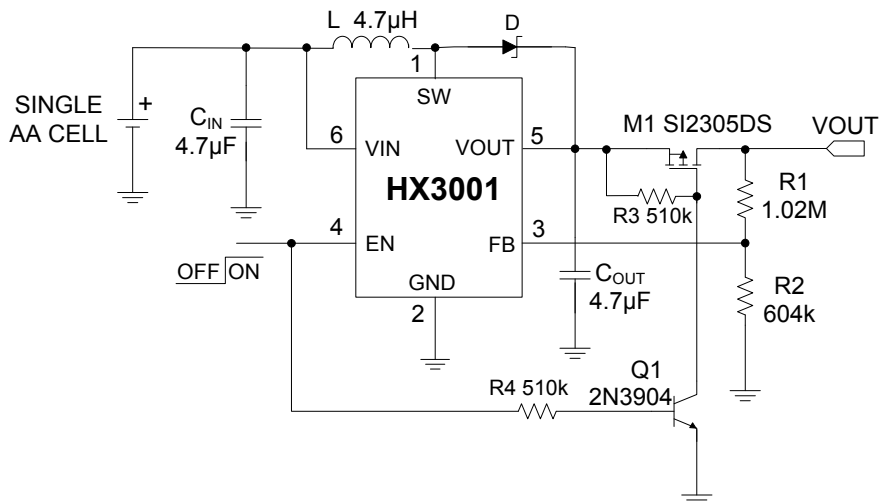 L 4.7µH
D
1
SW
SINGLE
AA CELL
+
C_IN
4.7µF
6
VIN
VOUT
5
M1 SI2305DS
VOUT
HX3001
R3 510k
R1
1.02M
4
EN
FB
3
OFF ON
GND
2
C_OUT
4.7µF
R2
604k
R4 510k
Q1
2N3904